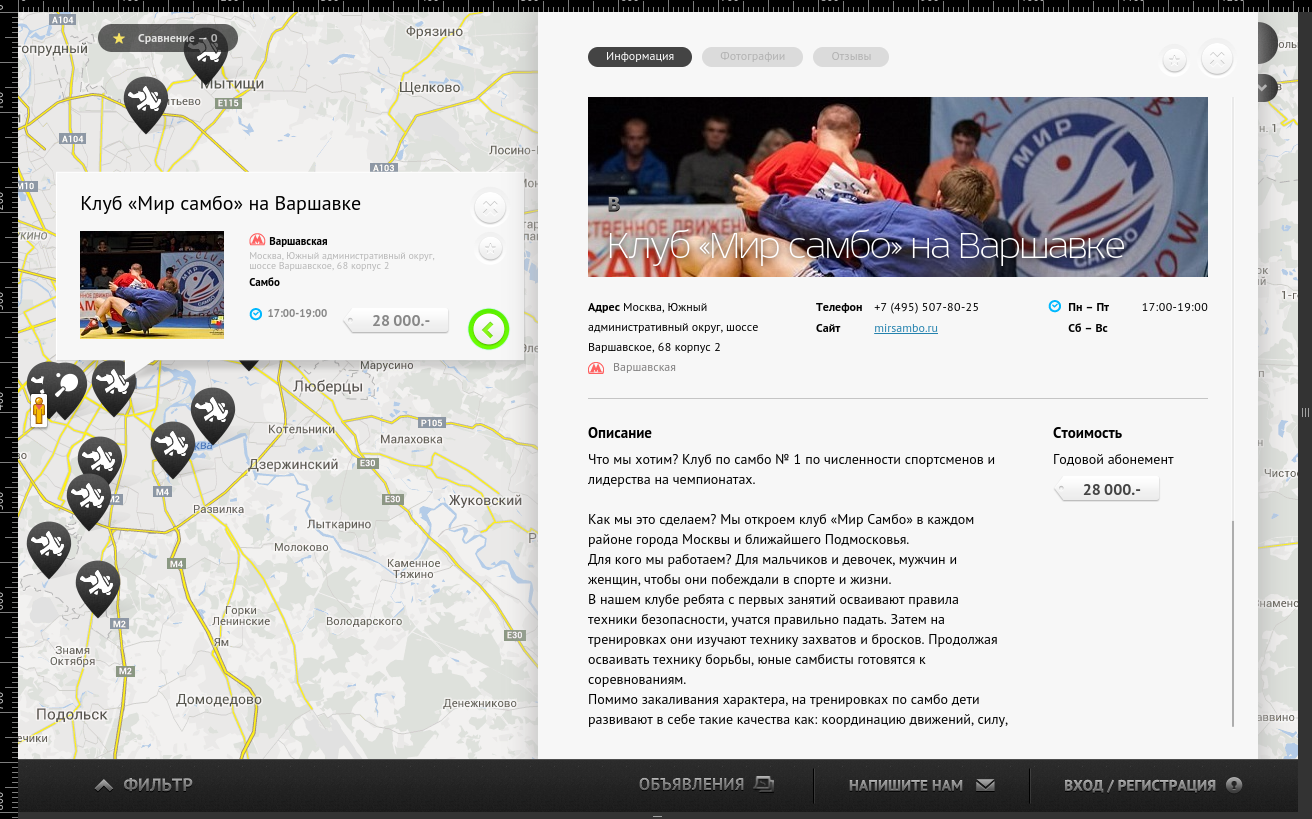 Сравнение — 0
A104
Фрязино
Мытищи
Щелково
E115
A104
A103
M10
Клуб «Мир самбо» на Варшавке
Варшавская
Москва, Южный административный округ,
шоссе Варшавское, 68 корпус 2
Самбо
17:00-19:00
28 000.-
Марусино
Люберцы
Котельники
P105
Малаховка
Дзержинский
E30
M4
M2
E30
Жуковский
Развилка
Лыткарино
Молоково
M4
Каменное
Тяжино
Горки
Ленинские
Володарского
M2
E30
Ям
Знамя
Октября
M2
Домодедово
Денежниково
Подольск
Информация
Фотографии
Отзывы
МИР
В
Клуб «Мир самбо» на Варшавке
Адрес Москва, Южный
административный округ, шоссе
Варшавское, 68 корпус 2
Варшавская
Телефон +7 (495) 507-80-25
Сайт mirsambo.ru
Пн – Пт 17:00-19:00
Сб – Вс
Описание
Что мы хотим? Клуб по самбо № 1 по численности спортсменов и
лидерства на чемпионатах.
Как мы это сделаем? Мы откроем клуб «Мир Самбо» в каждом
районе города Москвы и ближайшего Подмосковья.
Для кого мы работаем? Для мальчиков и девочек, мужчин и
женщин, чтобы они побеждали в спорте и жизни.
В нашем клубе ребята с первых занятий осваивают правила
техники безопасности, учатся правильно падать. Затем на
тренировках они изучают технику захватов и бросков. Продолжая
осваивать технику борьбы, юные самбисты готовятся к
соревнованиям.
Помимо закаливания характера, на тренировках по самбо дети
развивают в себе такие качества как: координацию движений, силу,
Стоимость
Годовой абонемент
28 000.-
ФИЛЬТР
ОБЪЯВЛЕНИЯ
НАПИШИТЕ НАМ
ВХОД / РЕГИСТРАЦИЯ